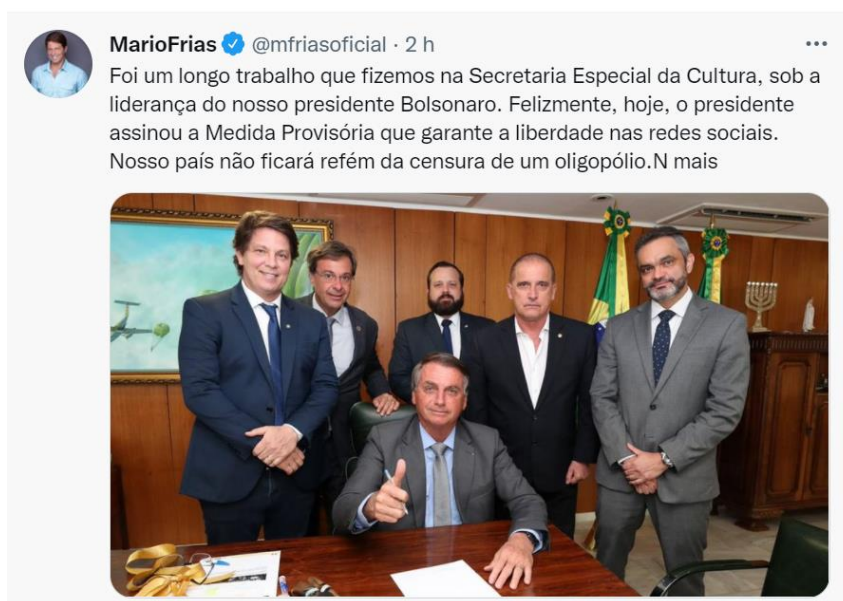 MarioFrias @mfriasoficial · 2 h
Foi um longo trabalho que fizemos na Secretaria Especial da Cultura, sob a
liderança do nosso presidente Bolsonaro. Felizmente, hoje, o presidente
assinou a Medida Provisória que garante a liberdade nas redes sociais.
Nosso país não ficará refém da censura de um oligopólio.N mais